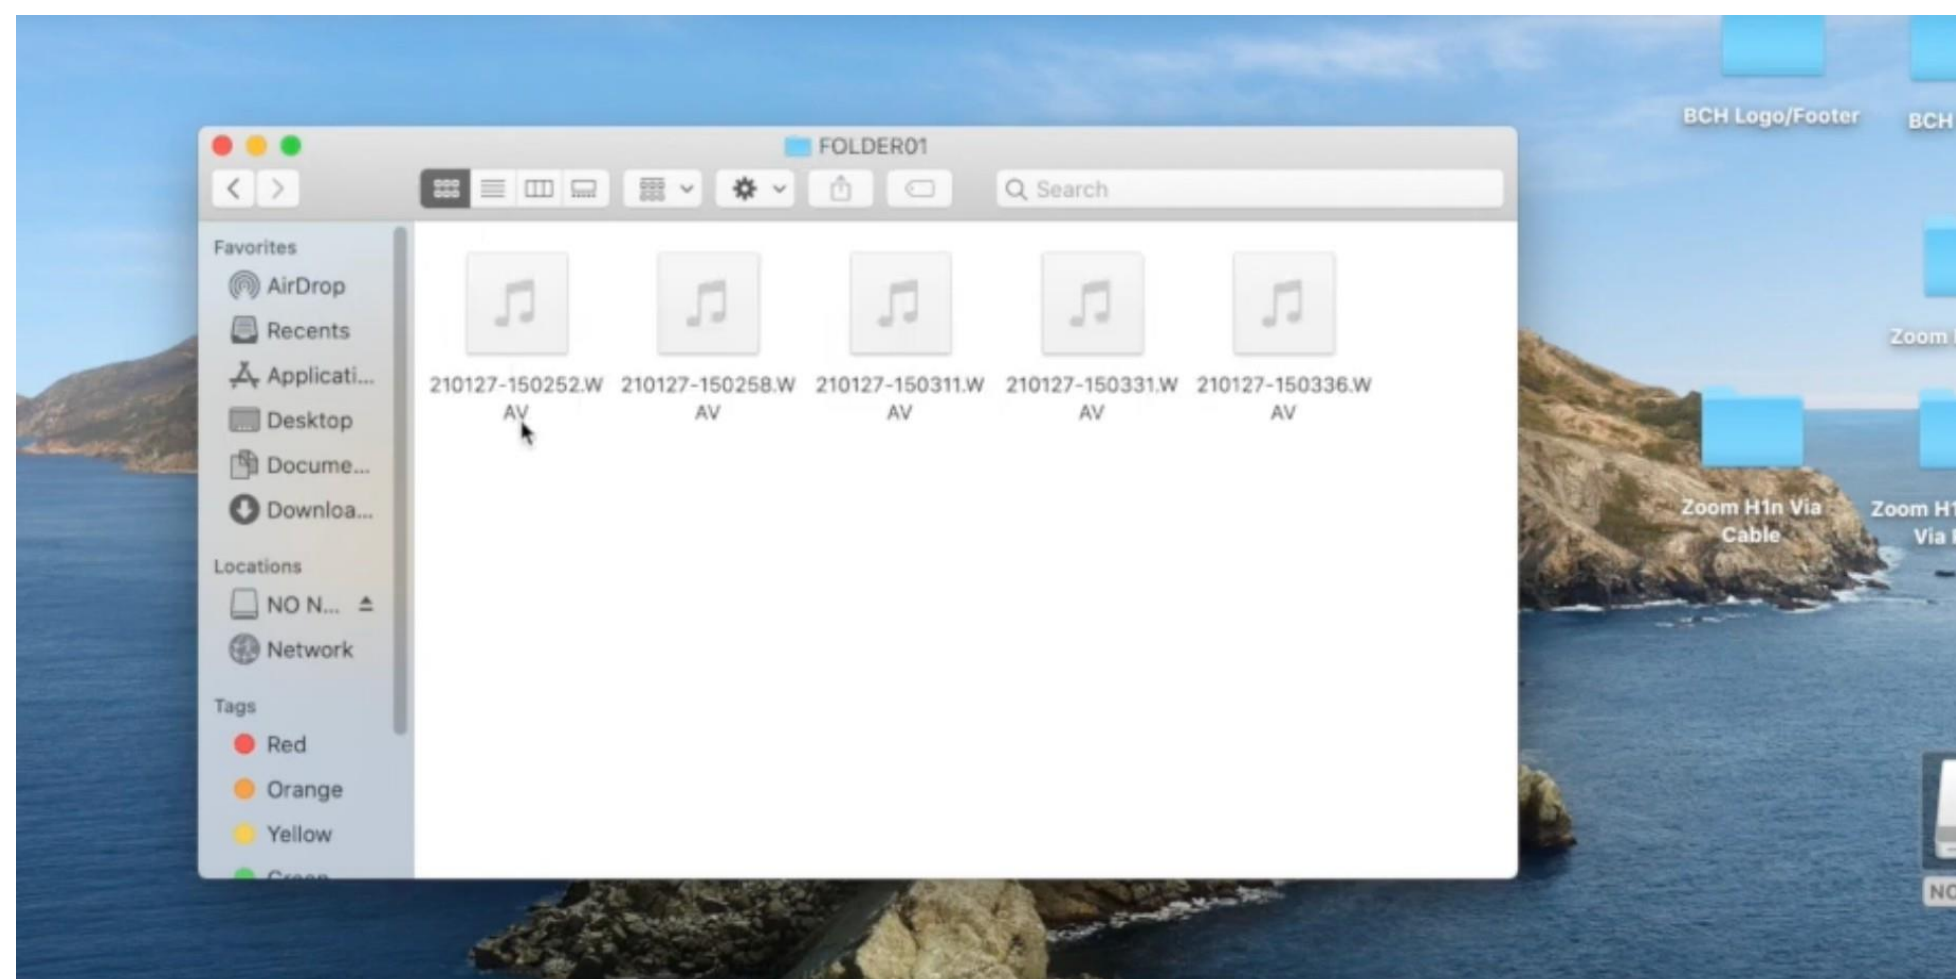 BCH Logo/Footer
BCH
FOLDER01
Search
Favorites
AirDrop
Recents
Applicati...
Desktop
Docume...
Downloa...
Locations
NO N...
Network
Tags
Red
Orange
Yellow
Green
210127-150252.W
AV
210127-150258.W
AV
210127-150311.W
AV
210127-150331.W
AV
210127-150336.W
AV
Zoom
Zoom H1n Via
Cable
Zoom H1
Via
NO